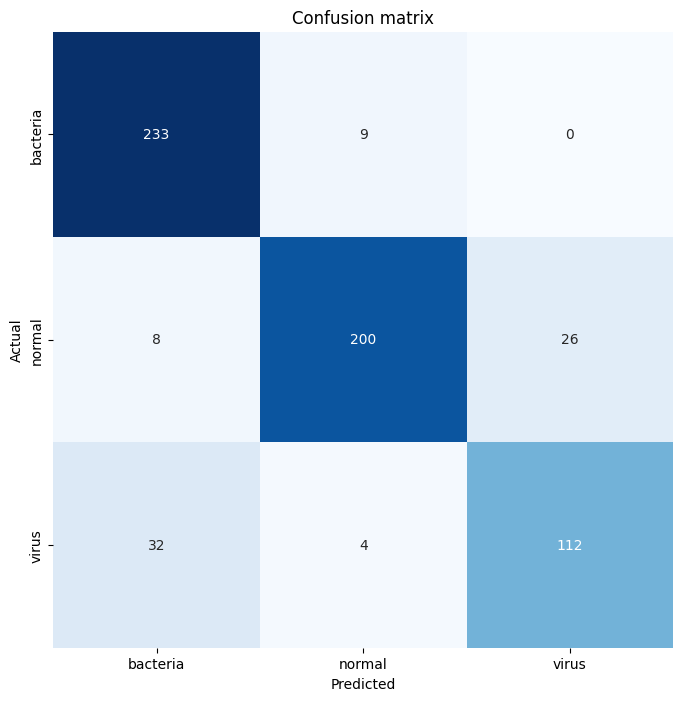 Confusion matrix
bacteria
233
9
0
Actual
normal
8
200
26
virus
32
4
112
bacteria
normal
virus
Predicted